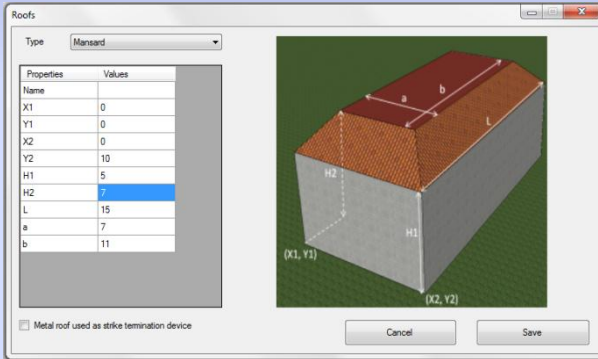 Roofs
Type Mansard
Properties Values
Name
X1 0
Y1 0
X2 0
Y2 10
H1 5
H2 7
L 15
a 7
b 11
a
b
L
H2
H1
(X1, Y1)
(X2, Y2)
Metal roof used as strike termination device
Cancel Save